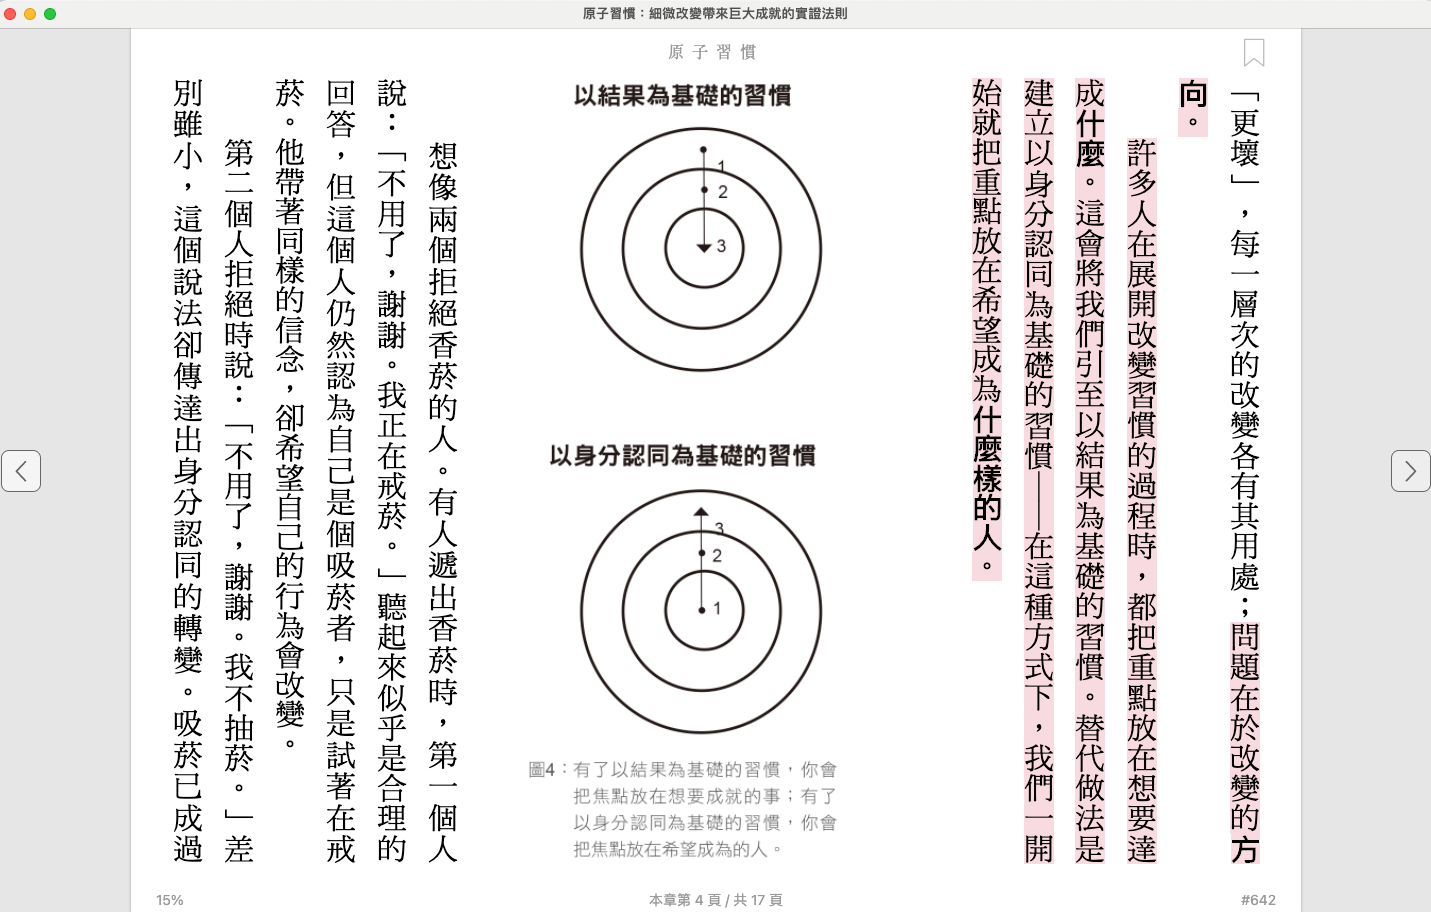 原子習慣：細微改變帶來巨大成就的實證法則
原子習慣
「更壞」，每一層次的改變各有其用處；問題在於改變的方
向。
許多人在展開改變習慣的過程時，都把重點放在想要達
成什麼。這會將我們引至以結果為基礎的習慣。替代做法是
建立以身分認同為基礎的習慣——在這種方式下，我們一開
始就把重點放在希望成為什麼樣的人。
以結果為基礎的習慣
1
2
3
以身分認同為基礎的習慣
3
2
1
圖4：有了以結果為基礎的習慣，你會
把焦點放在想要成就的事；有了
以身分認同為基礎的習慣，你會
把焦點放在希望成為的人。
想像兩個拒絕香菸的人。有人遞出香菸時，第一個人
說：「不用了，謝謝。我正在戒菸。」聽起來似乎是合理的
回答，但這個人仍然認為自己是個吸菸者，只是試著在戒
菸。他帶著同樣的信念，卻希望自己的行為會改變。
第二個人拒絕時說：「不用了，謝謝。我不抽菸。」差
別雖小，這個說法卻傳達出身分認同的轉變。吸菸已成過
15%
本章第 4 頁 / 共 17 頁
#642